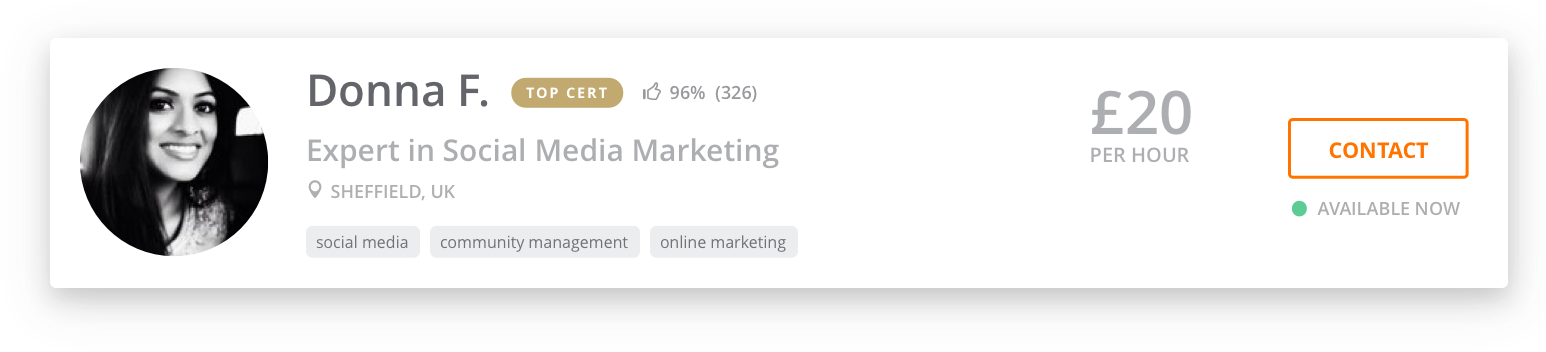 Donna F. TOP CERT 96% (326)
Expert in Social Media Marketing
SHEFFIELD, UK
social media community management online marketing
£20
PER HOUR
CONTACT
AVAILABLE NOW